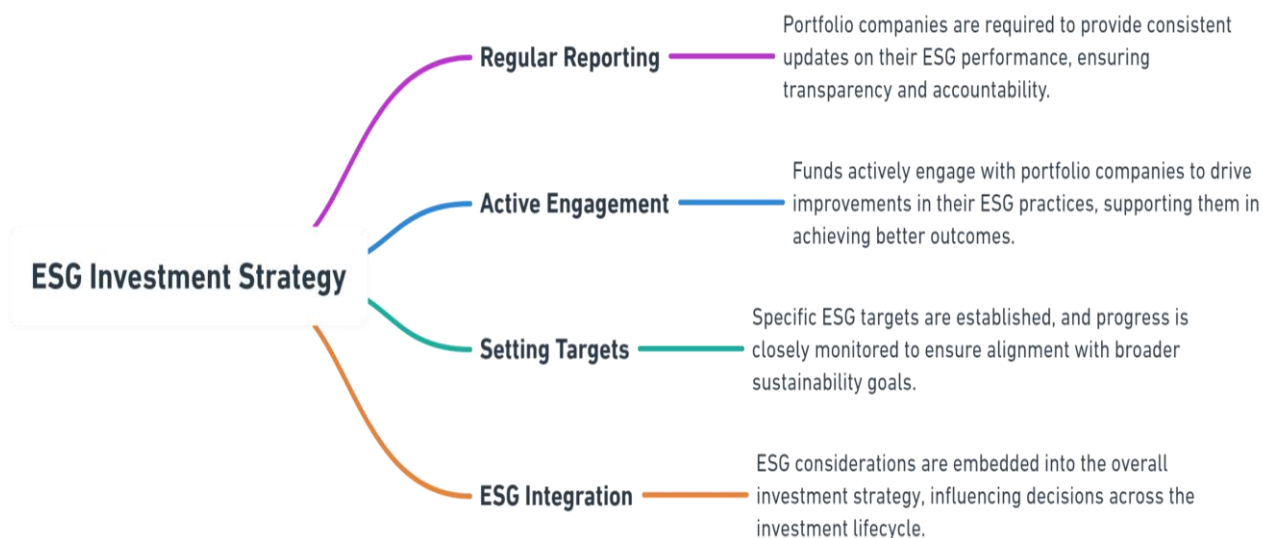 ESG Investment Strategy
Regular Reporting
Portfolio companies are required to provide consistent
updates on their ESG performance, ensuring
transparency and accountability.
Active Engagement
Funds actively engage with portfolio companies to drive
improvements in their ESG practices, supporting them in
achieving better outcomes.
Setting Targets
Specific ESG targets are established, and progress is
closely monitored to ensure alignment with broader
sustainability goals.
ESG Integration
ESG considerations are embedded into the overall
investment strategy, influencing decisions across the
investment lifecycle.